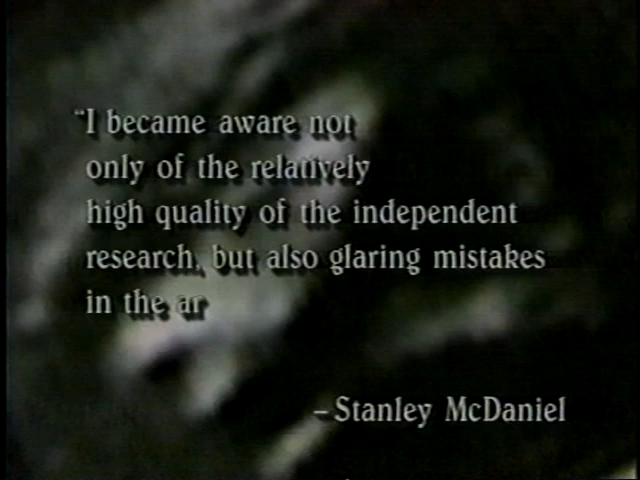 "I became aware not
only of the relatively
high quality of the independent
research, but also glaring mistakes
in the ar
– Stanley McDaniel